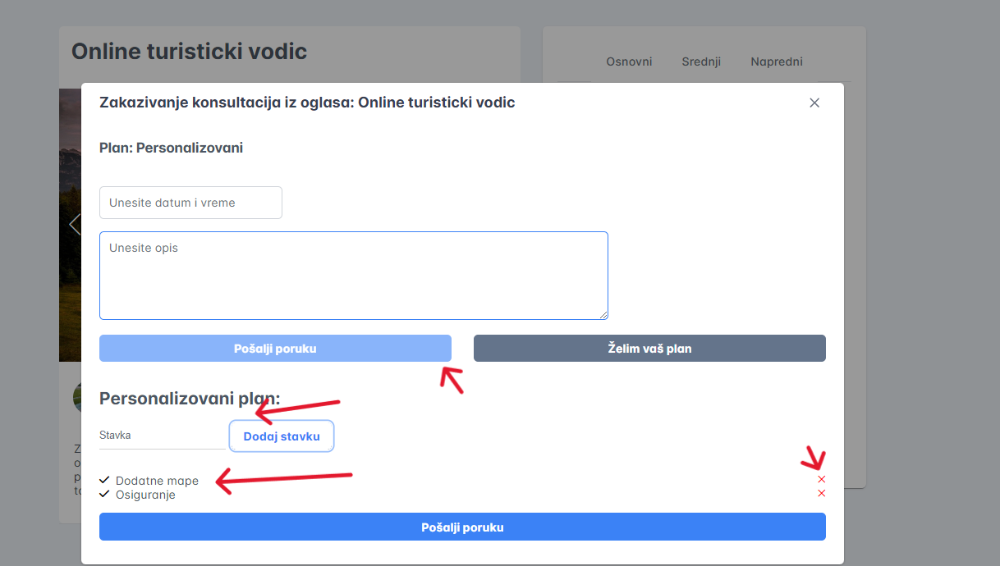 Online turisticki vodic
Osnovni Srednji Napredni
Zakazivanje konsultacija iz oglasa: Online turisticki vodic
Plan: Personalizovani
Unesite datum i vreme
Unesite opis
Pošalji poruku
Želim vaš plan
Personalizovani plan:
Stavka
Dodaj stavku
Dodatne mape
Osiguranje
Pošalji poruku